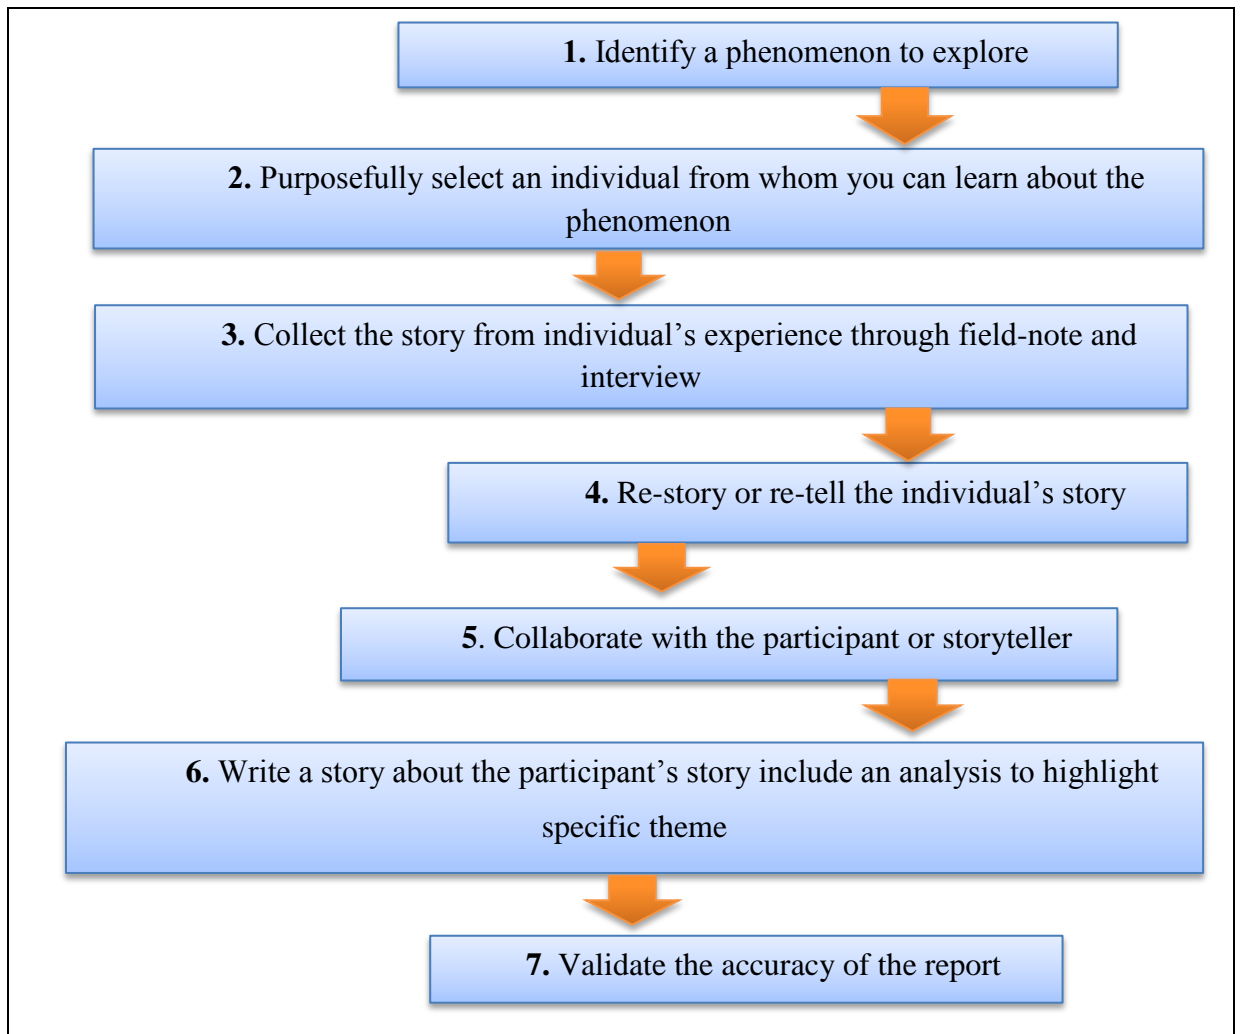 1. Identify a phenomenon to explore
2. Purposefully select an individual from whom you can learn about the
phenomenon
3. Collect the story from individual’s experience through field-note and
interview
4. Re-story or re-tell the individual’s story
5. Collaborate with the participant or storyteller
6. Write a story about the participant’s story include an analysis to highlight
specific theme
7. Validate the accuracy of the report